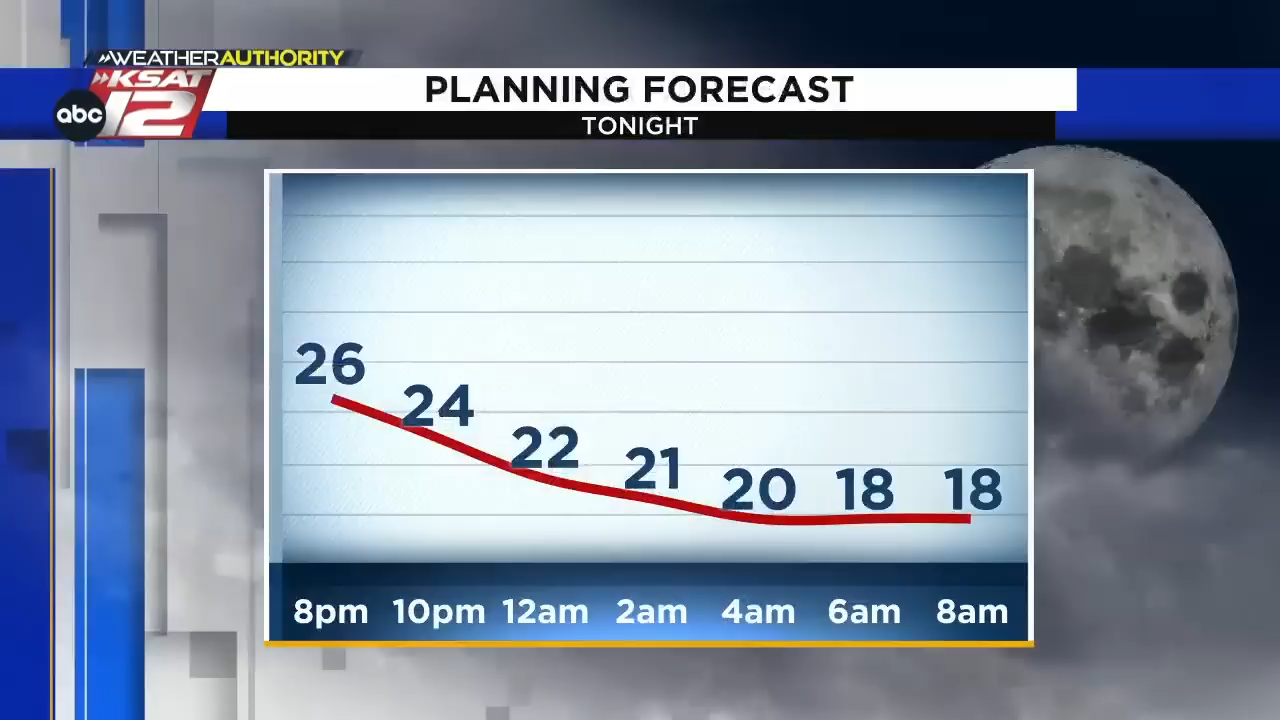 WEATHERAUTHORITY
KSAT
abc 12
PLANNING FORECAST
TONIGHT
26
24
22
21
20
18
18
8pm 10pm 12am 2am 4am 6am 8am